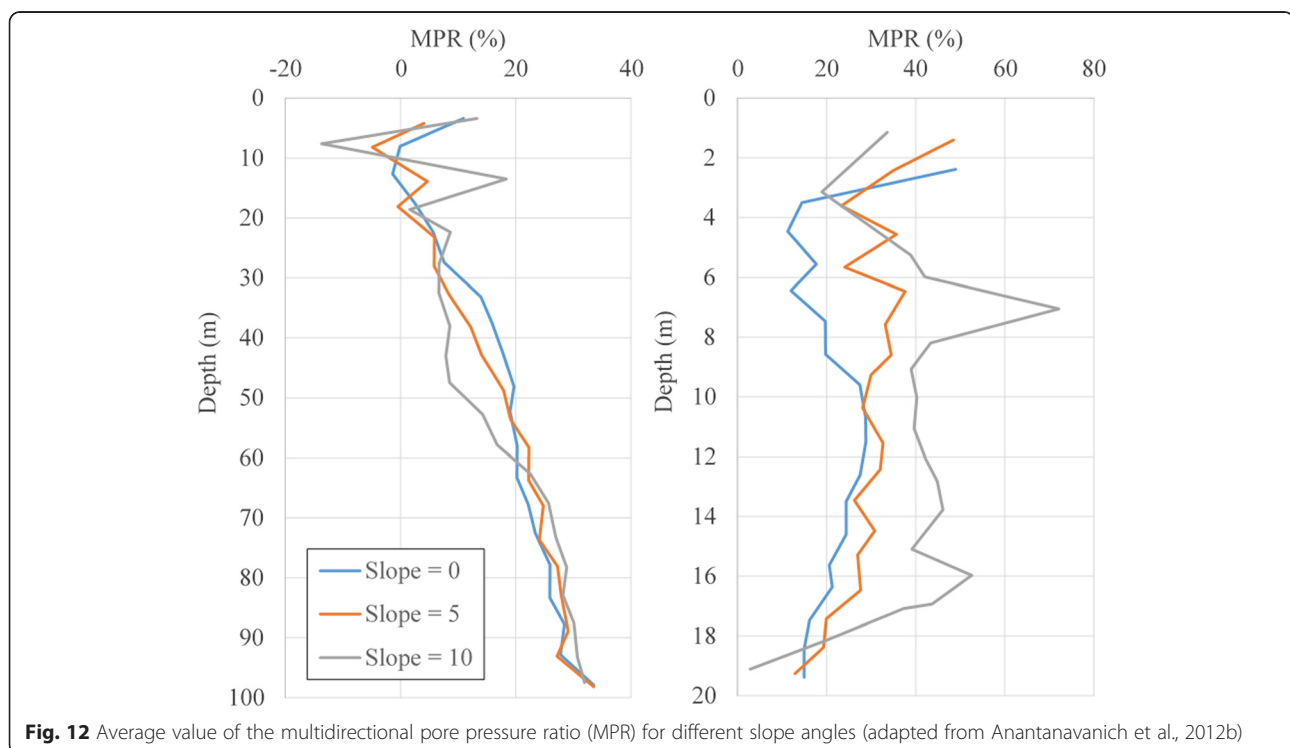 MPR (%)
-20 0 20 40
0
10
20
30
40
50
60
70
80
90
100
Depth (m)
Slope = 0
Slope = 5
Slope = 10
MPR (%)
0 20 40 60 80
0
2
4
6
8
10
12
14
16
18
20
Depth (m)
Fig. 12 Average value of the multidirectional pore pressure ratio (MPR) for different slope angles (adapted from Anantanavanich et al., 2012b)